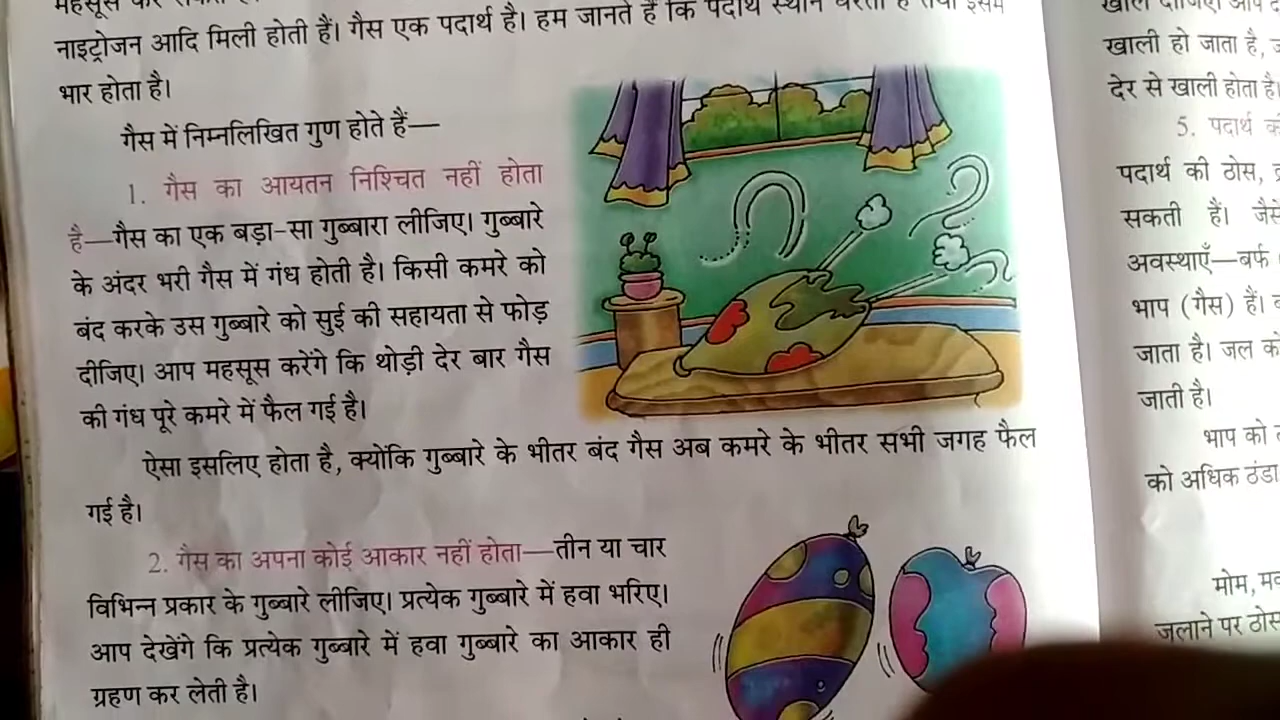 महसूस कर सकते हैं।
नाइट्रोजन आदि मिली होती हैं। गैस एक पदार्थ है। हम जानते हैं कि पदार्थ स्थान घेरता है तथा इसमें
भार होता है।
गैस में निम्नलिखित गुण होते हैं—
1. गैस का आयतन निश्चित नहीं होता
है—गैस का एक बड़ा-सा गुब्बारा लीजिए। गुब्बारे
के अंदर भरी गैस में गंध होती है। किसी कमरे को
बंद करके उस गुब्बारे को सुई की सहायता से फोड़
दीजिए। आप महसूस करेंगे कि थोड़ी देर बार गैस
की गंध पूरे कमरे में फैल गई है।
ऐसा इसलिए होता है, क्योंकि गुब्बारे के भीतर बंद गैस अब कमरे के भीतर सभी जगह फैल
गई है।
2. गैस का अपना कोई आकार नहीं होता—तीन या चार
विभिन्न प्रकार के गुब्बारे लीजिए। प्रत्येक गुब्बारे में हवा भरिए।
आप देखेंगे कि प्रत्येक गुब्बारे में हवा गुब्बारे का आकार ही
ग्रहण कर लेती है।
खाली हो जाता है,
देर से खाली होता है।
5. पदार्थ
पदार्थ की ठोस,
सकती हैं।
अवस्थाएँ—बर्फ
भाप (गैस) हैं।
जाता है। जल
जाती है।
भाप को
को अधिक ठंडा
मोम,
जलाने पर ठोस